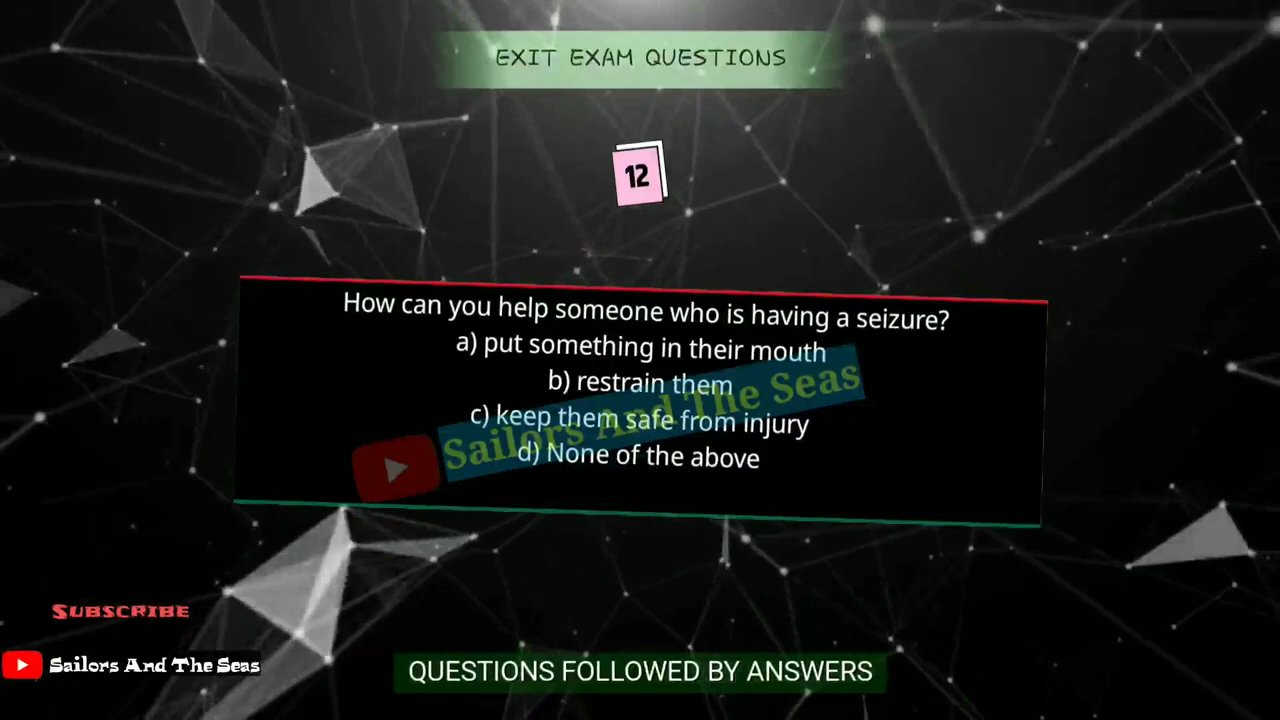 EXIT EXAM QUESTIONS
12
How can you help someone who is having a seizure?
a) put something in their mouth
b) restrain them
c) keep them safe from injury
d) None of the above
Sailors And The Seas
SUBSCRIBE
Sailors And The Seas
QUESTIONS FOLLOWED BY ANSWERS